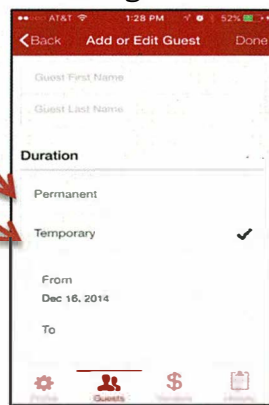 AT&T 1:28 PM 52%
Back Add or Edit Guest Done
Guest First Name
Guest Last Name
Duration
Permanent
Temporary
From
Dec 16, 2014
To
Guests